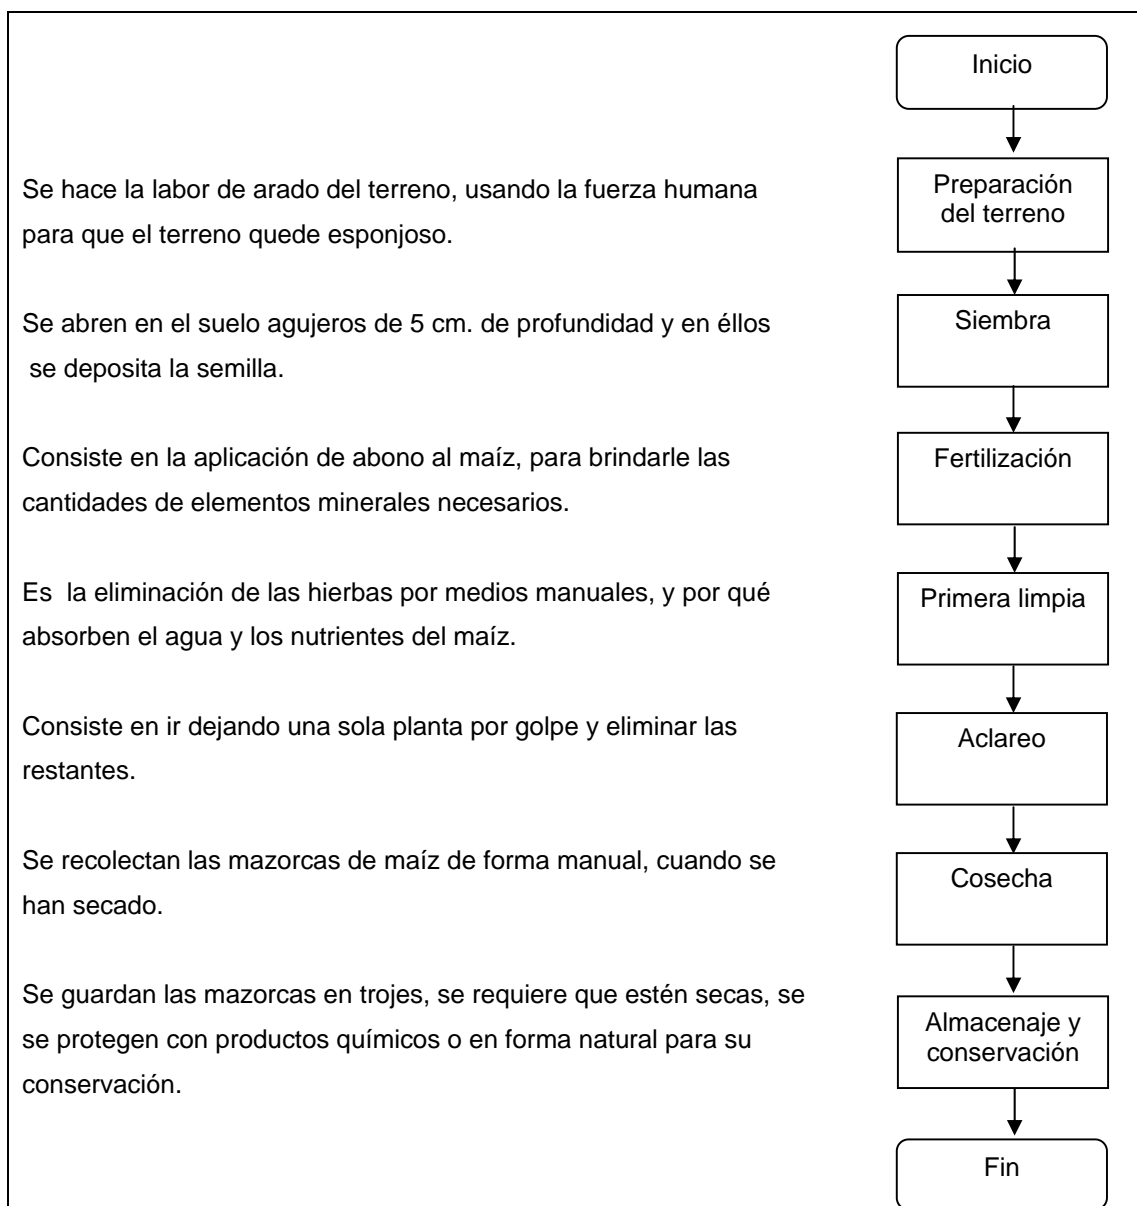 Inicio
Se hace la labor de arado del terreno, usando la fuerza humana
para que el terreno quede esponjoso.
Preparación
del terreno
Se abren en el suelo agujeros de 5 cm. de profundidad y en éllos
se deposita la semilla.
Siembra
Consiste en la aplicación de abono al maíz, para brindarle las
cantidades de elementos minerales necesarios.
Fertilización
Es la eliminación de las hierbas por medios manuales, y por qué
absorben el agua y los nutrientes del maíz.
Primera limpia
Consiste en ir dejando una sola planta por golpe y eliminar las
restantes.
Aclareo
Se recolectan las mazorcas de maíz de forma manual, cuando se
han secado.
Cosecha
Se guardan las mazorcas en trojes, se requiere que estén secas, se
se protegen con productos químicos o en forma natural para su
conservación.
Almacenaje y
conservación
Fin